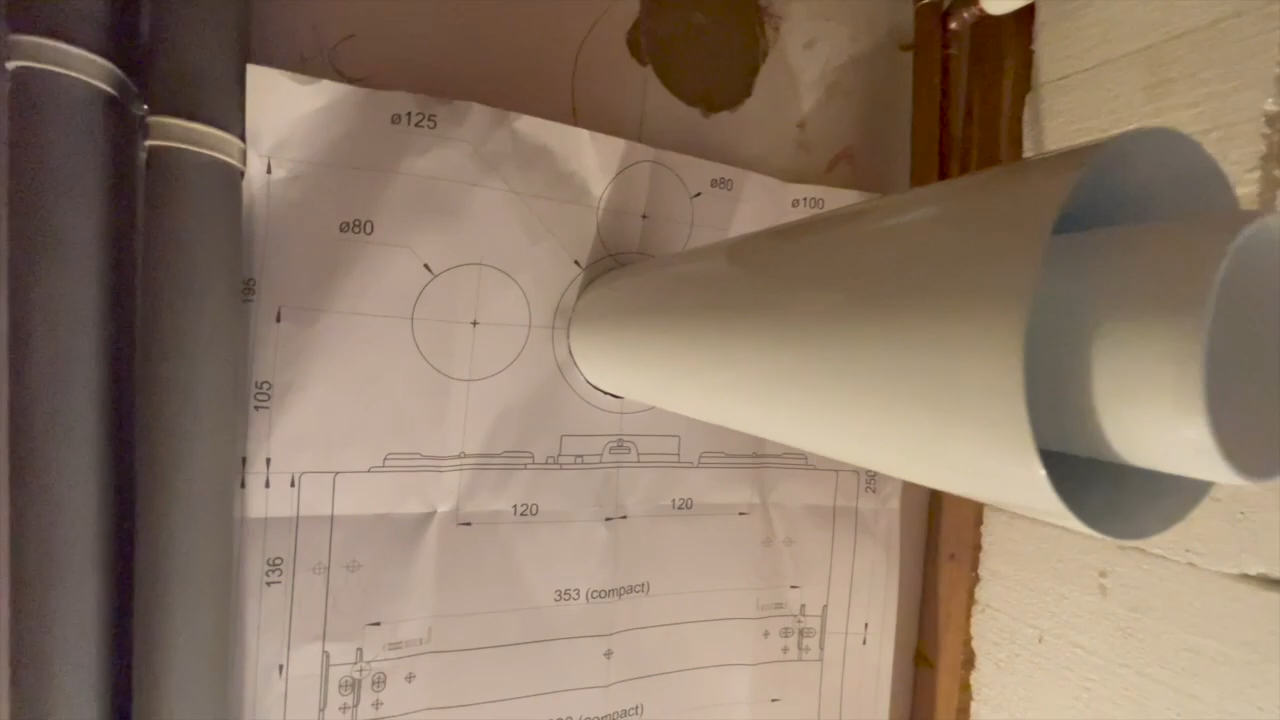 ø125
ø80
ø100
ø80
195
105
250
120
120
136
353 (compact)
(compact)